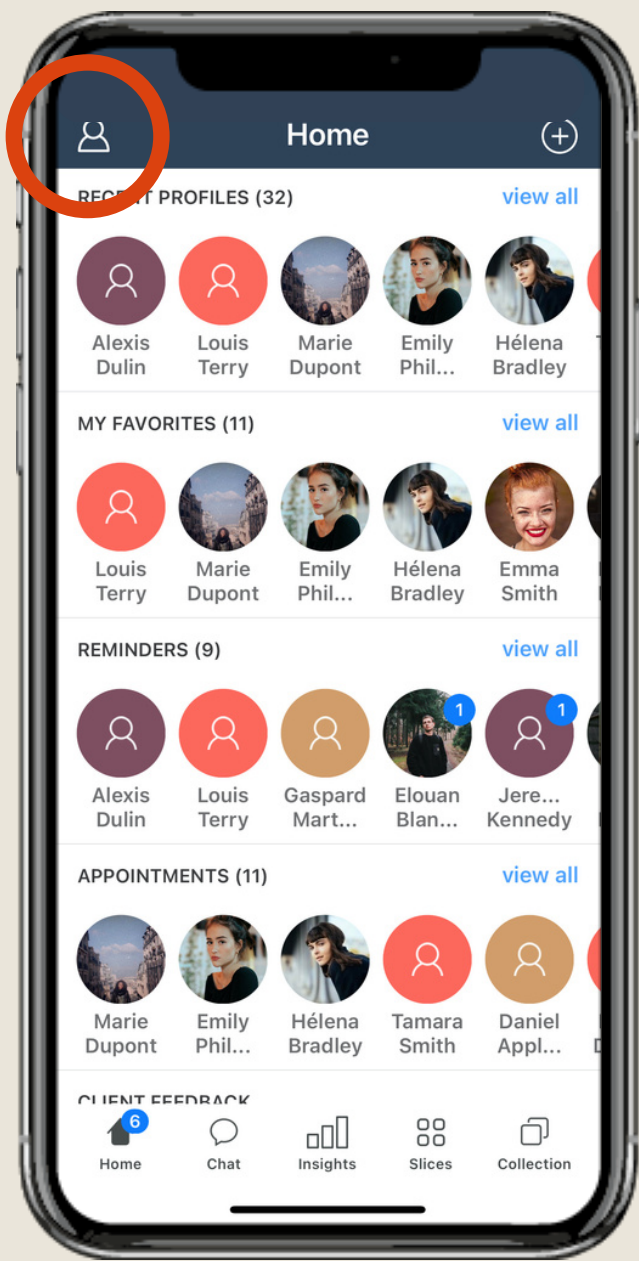 Home
RECENT PROFILES (32) view all
Alexis Louis Marie Emily Hélena
Dulin Terry Dupont Phil... Bradley
MY FAVORITES (11) view all
Louis Marie Emily Hélena Emma
Terry Dupont Phil... Bradley Smith
REMINDERS (9) view all
1 1
Alexis Louis Gaspard Elouan Jere...
Dulin Terry Mart... Blan... Kennedy
APPOINTMENTS (11) view all
Marie Emily Hélena Tamara Daniel
Dupont Phil... Bradley Smith Appl...
CLIENT FEEDBACK
6
Home Chat Insights Slices Collection